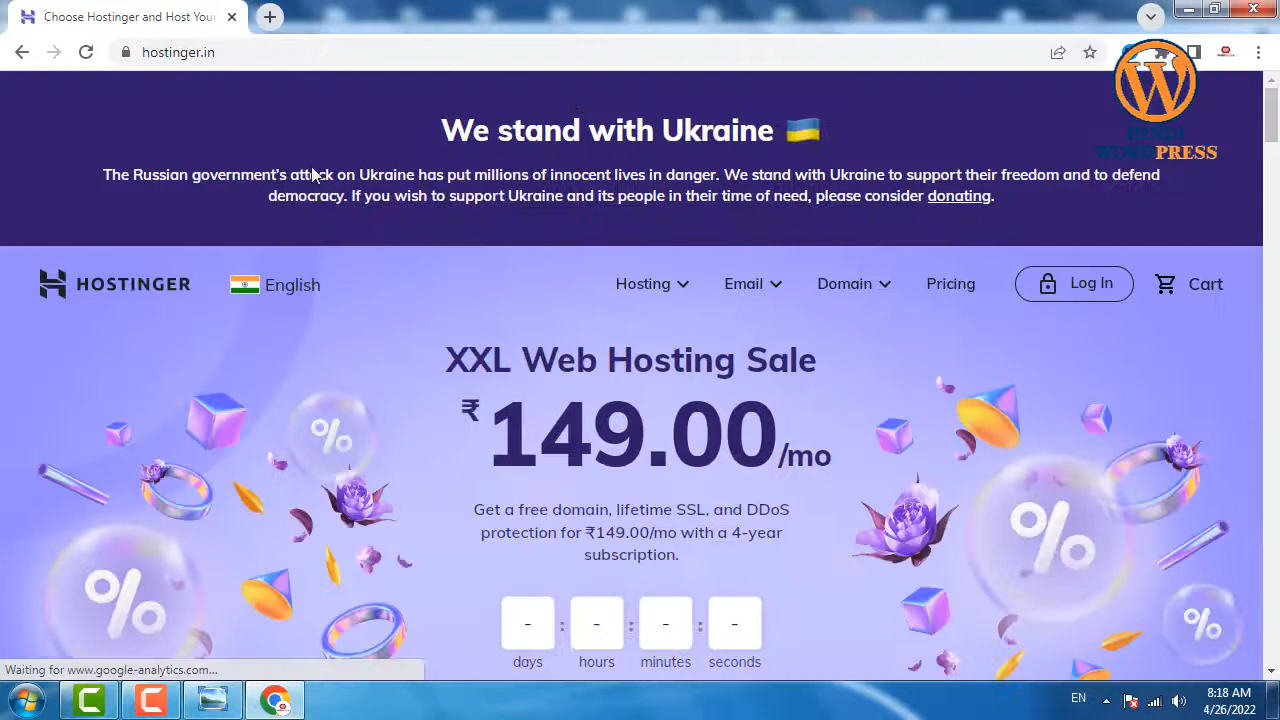 Choose Hostinger and Host You
hostinger.in
HINDI
WORDPRESS
We stand with Ukraine
The Russian government's attack on Ukraine has put millions of innocent lives in danger. We stand with Ukraine to support their freedom and to defend
democracy. If you wish to support Ukraine and its people in their time of need, please consider donating.
HOSTINGER
English
Hosting
Email
Domain
Pricing
Log In
Cart
XXL Web Hosting Sale
₹ 149.00/mo
Get a free domain, lifetime SSL, and DDoS
protection for ₹149.00/mo with a 4-year
subscription.
- : - : - : -
days hours minutes seconds
%
%
%
%
Waiting for www.google-analytics.com...
EN
8:18 AM
4/26/2022